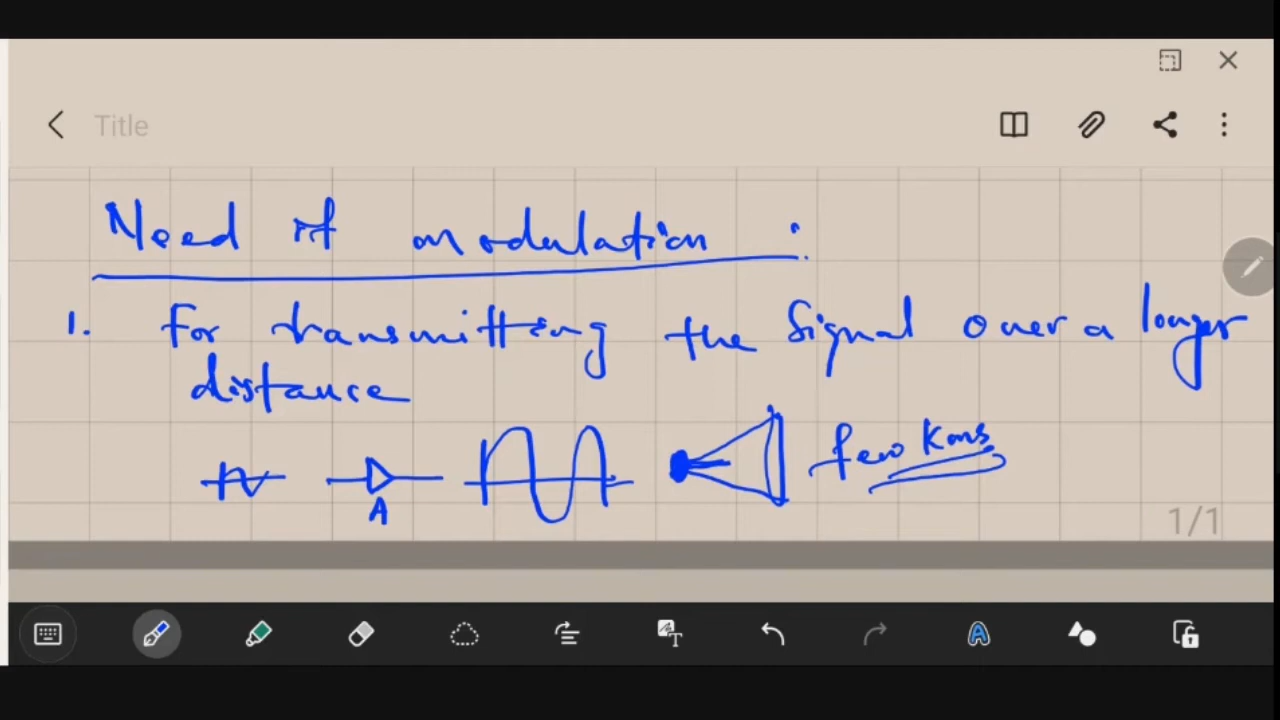 Title
Need of modulation :
1. For transmitting the signal over a longer
distance
A
few Kms
1/1
T
A